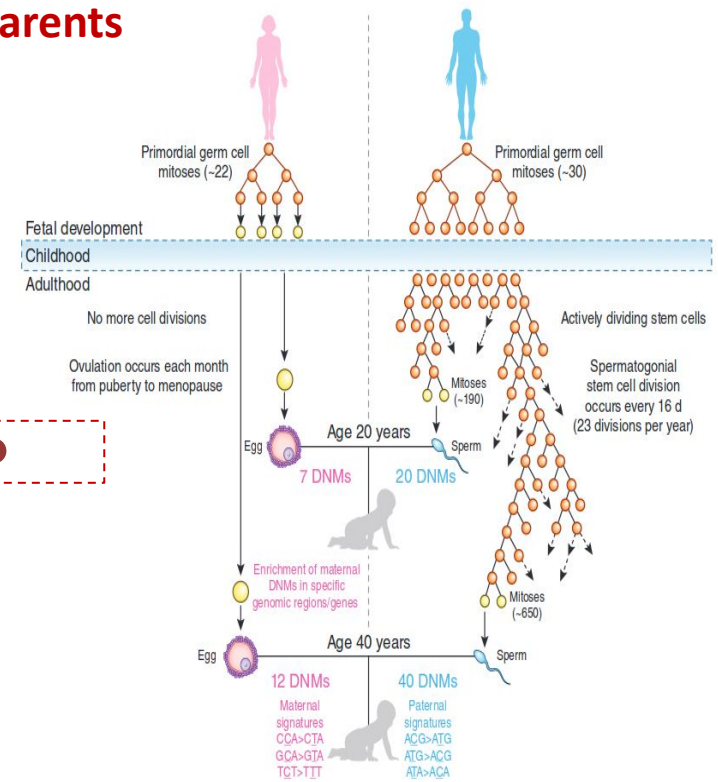 arents
Primordial germ cell
mitoses (~22)
Primordial germ cell
mitoses (~30)
Fetal development
Childhood
Adulthood
No more cell divisions
Actively dividing stem cells
Ovulation occurs each month
from puberty to menopause
Spermatogonial
stem cell division
occurs every 16 d
(23 divisions per year)
Mitoses
(~190)
Egg
Age 20 years
Sperm
7 DNMs
20 DNMs
Enrichment of maternal
DNMs in specific
genomic regions/genes
Mitoses
(~650)
Egg
Age 40 years
Sperm
12 DNMs
40 DNMs
Maternal
signatures
CCA>CTA
GCA>GTA
TCT>TTT
Paternal
signatures
ACG>ATG
ATG>ACG
ATA>ACA